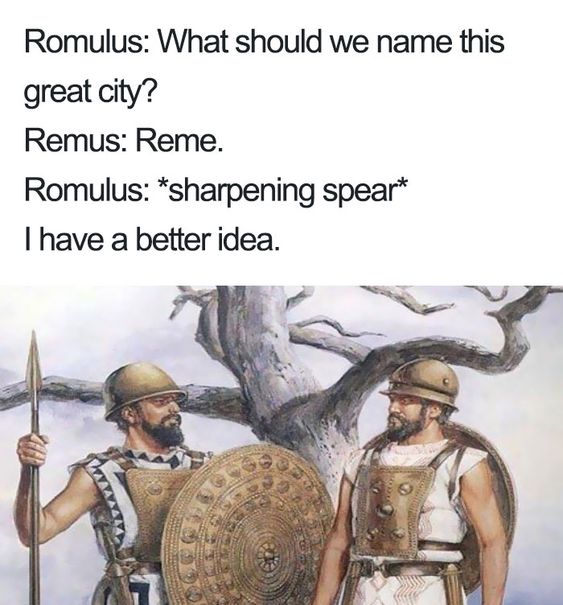 Romulus: What should we name this
great city?
Remus: Reme.
Romulus: *sharpening spear*
I have a better idea.